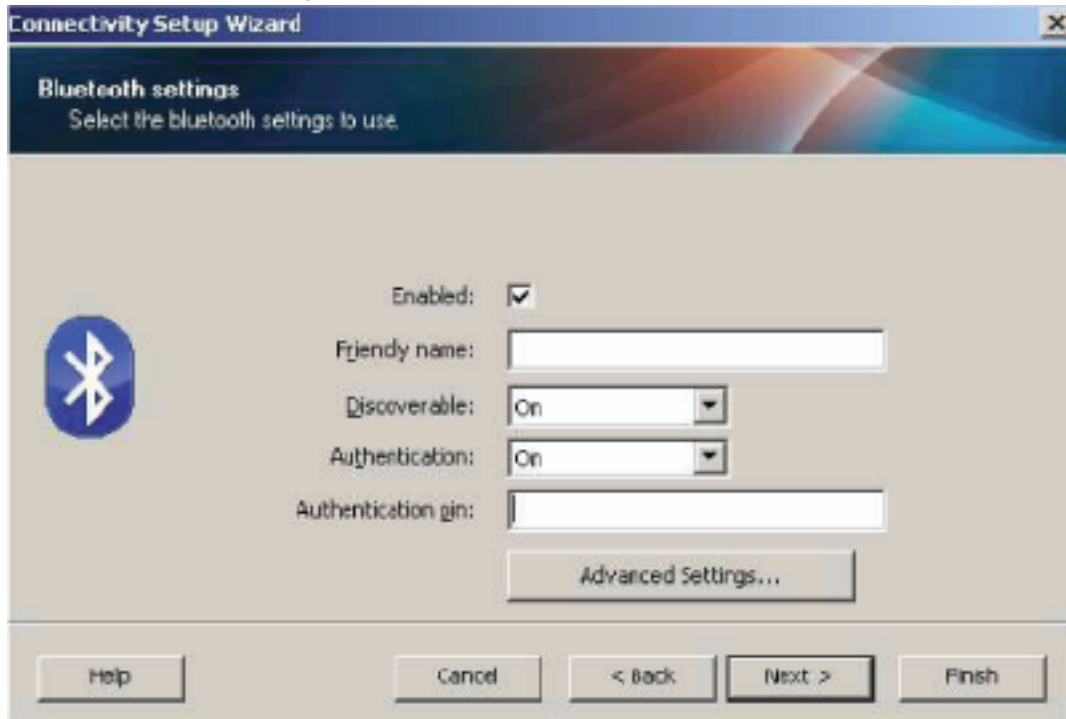 Connectivity Setup Wizard
Bluetooth settings
Select the bluetooth settings to use.
Enabled:
Friendly name:
Discoverable: On
Authentication: On
Authentication pin:
Advanced Settings...
Help Cancel < Back Next > Finish